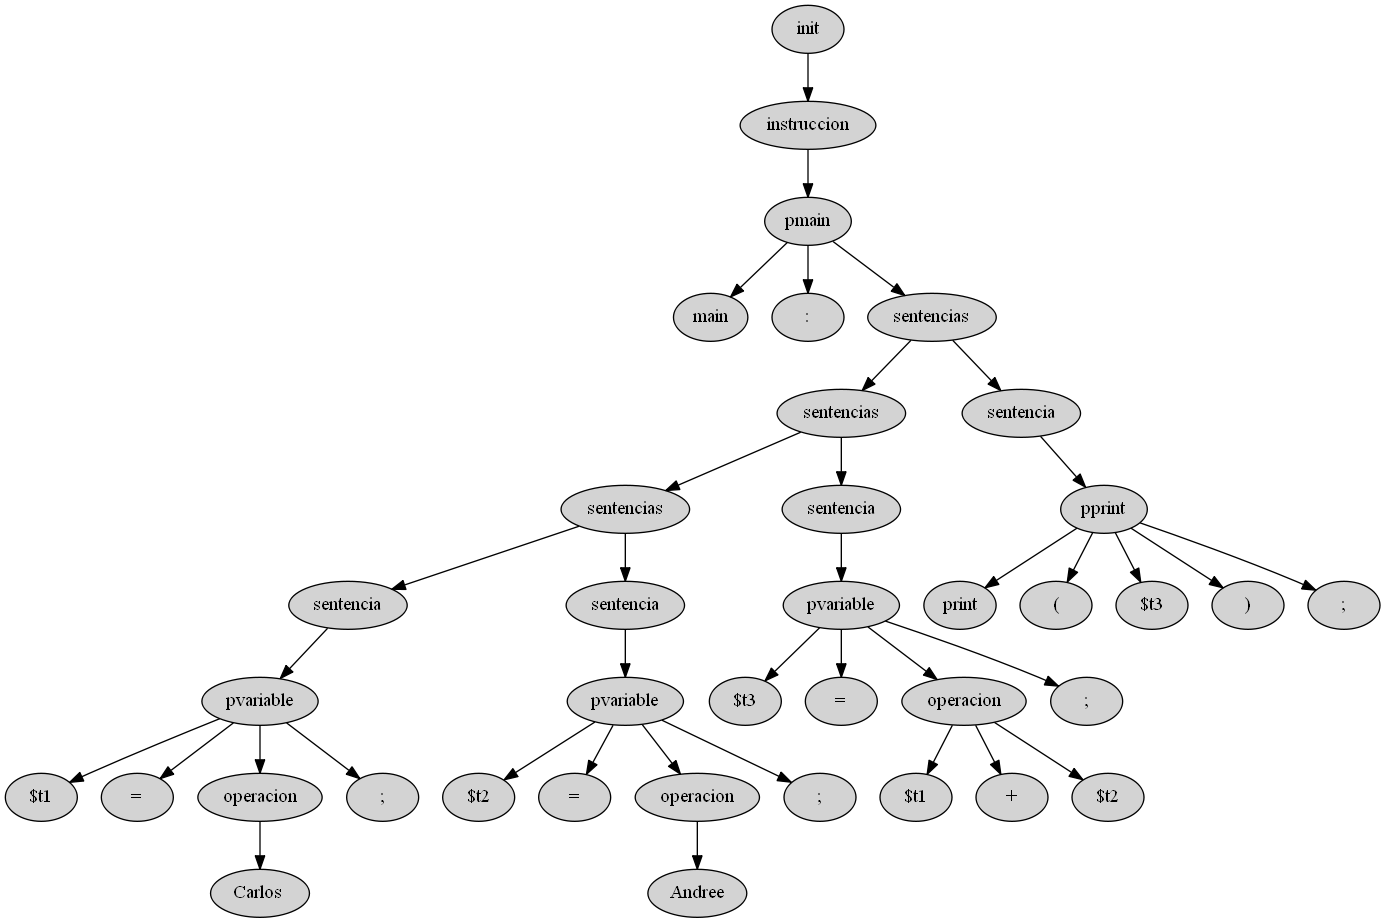 init
instruccion
pmain
main : sentencias
sentencias sentencia
sentencias sentencia pprint
sentencia sentencia pvariable print ( $t3 ) ;
pvariable pvariable $t3 = operacion ;
$t1 = operacion ; $t2 = operacion ; $t1 + $t2
Carlos Andree